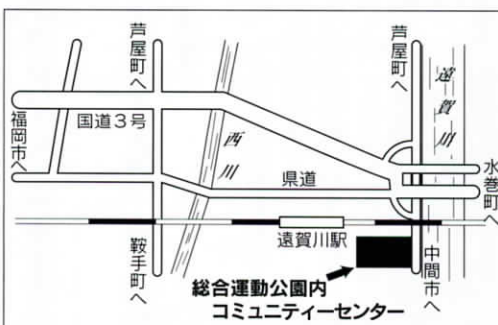 芦屋町へ
芦屋町へ
遠賀川
国道3号
福岡市へ
西川
県道
水巻町へ
遠賀川駅
鞍手町へ
中間市へ
総合運動公園内
コミュニティーセンター